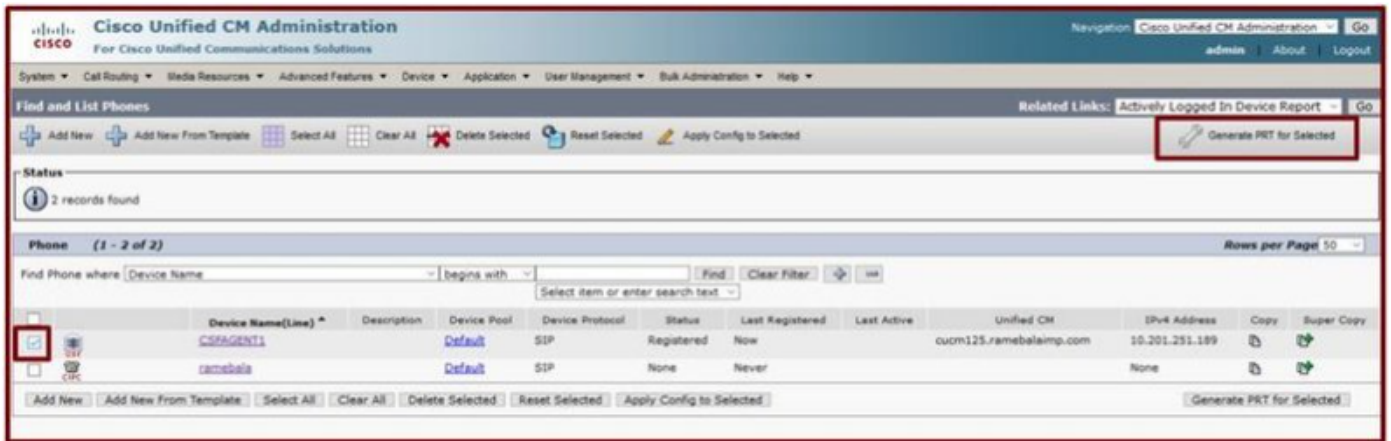 cisco
Cisco Unified CM Administration
For Cisco Unified Communications Solutions
Navigation Cisco Unified CM Administration Go
admin About Logout
System Call Routing Media Resources Advanced Features Device Application User Management Bulk Administration Help
Find and List Phones
Related Links: Actively Logged In Device Report Go
Add New Add New From Template Select All Clear All Delete Selected Reset Selected Apply Config to Selected Generate PRT for Selected
Status
2 records found
Phone (1 - 2 of 2) Rows per Page 50
Find Phone where Device Name begins with Find Clear Filter
Select item or enter search text
Device Name(Line) Description Device Pool Device Protocol Status Last Registered Last Active Unified CM IPv4 Address Copy Super Copy
CSF CSFAGENT1 Default SIP Registered Now cucm125.ramebalaimp.com 10.201.251.189
CIPC ramebala Default SIP None Never None
Add New Add New From Template Select All Clear All Delete Selected Reset Selected Apply Config to Selected Generate PRT for Selected